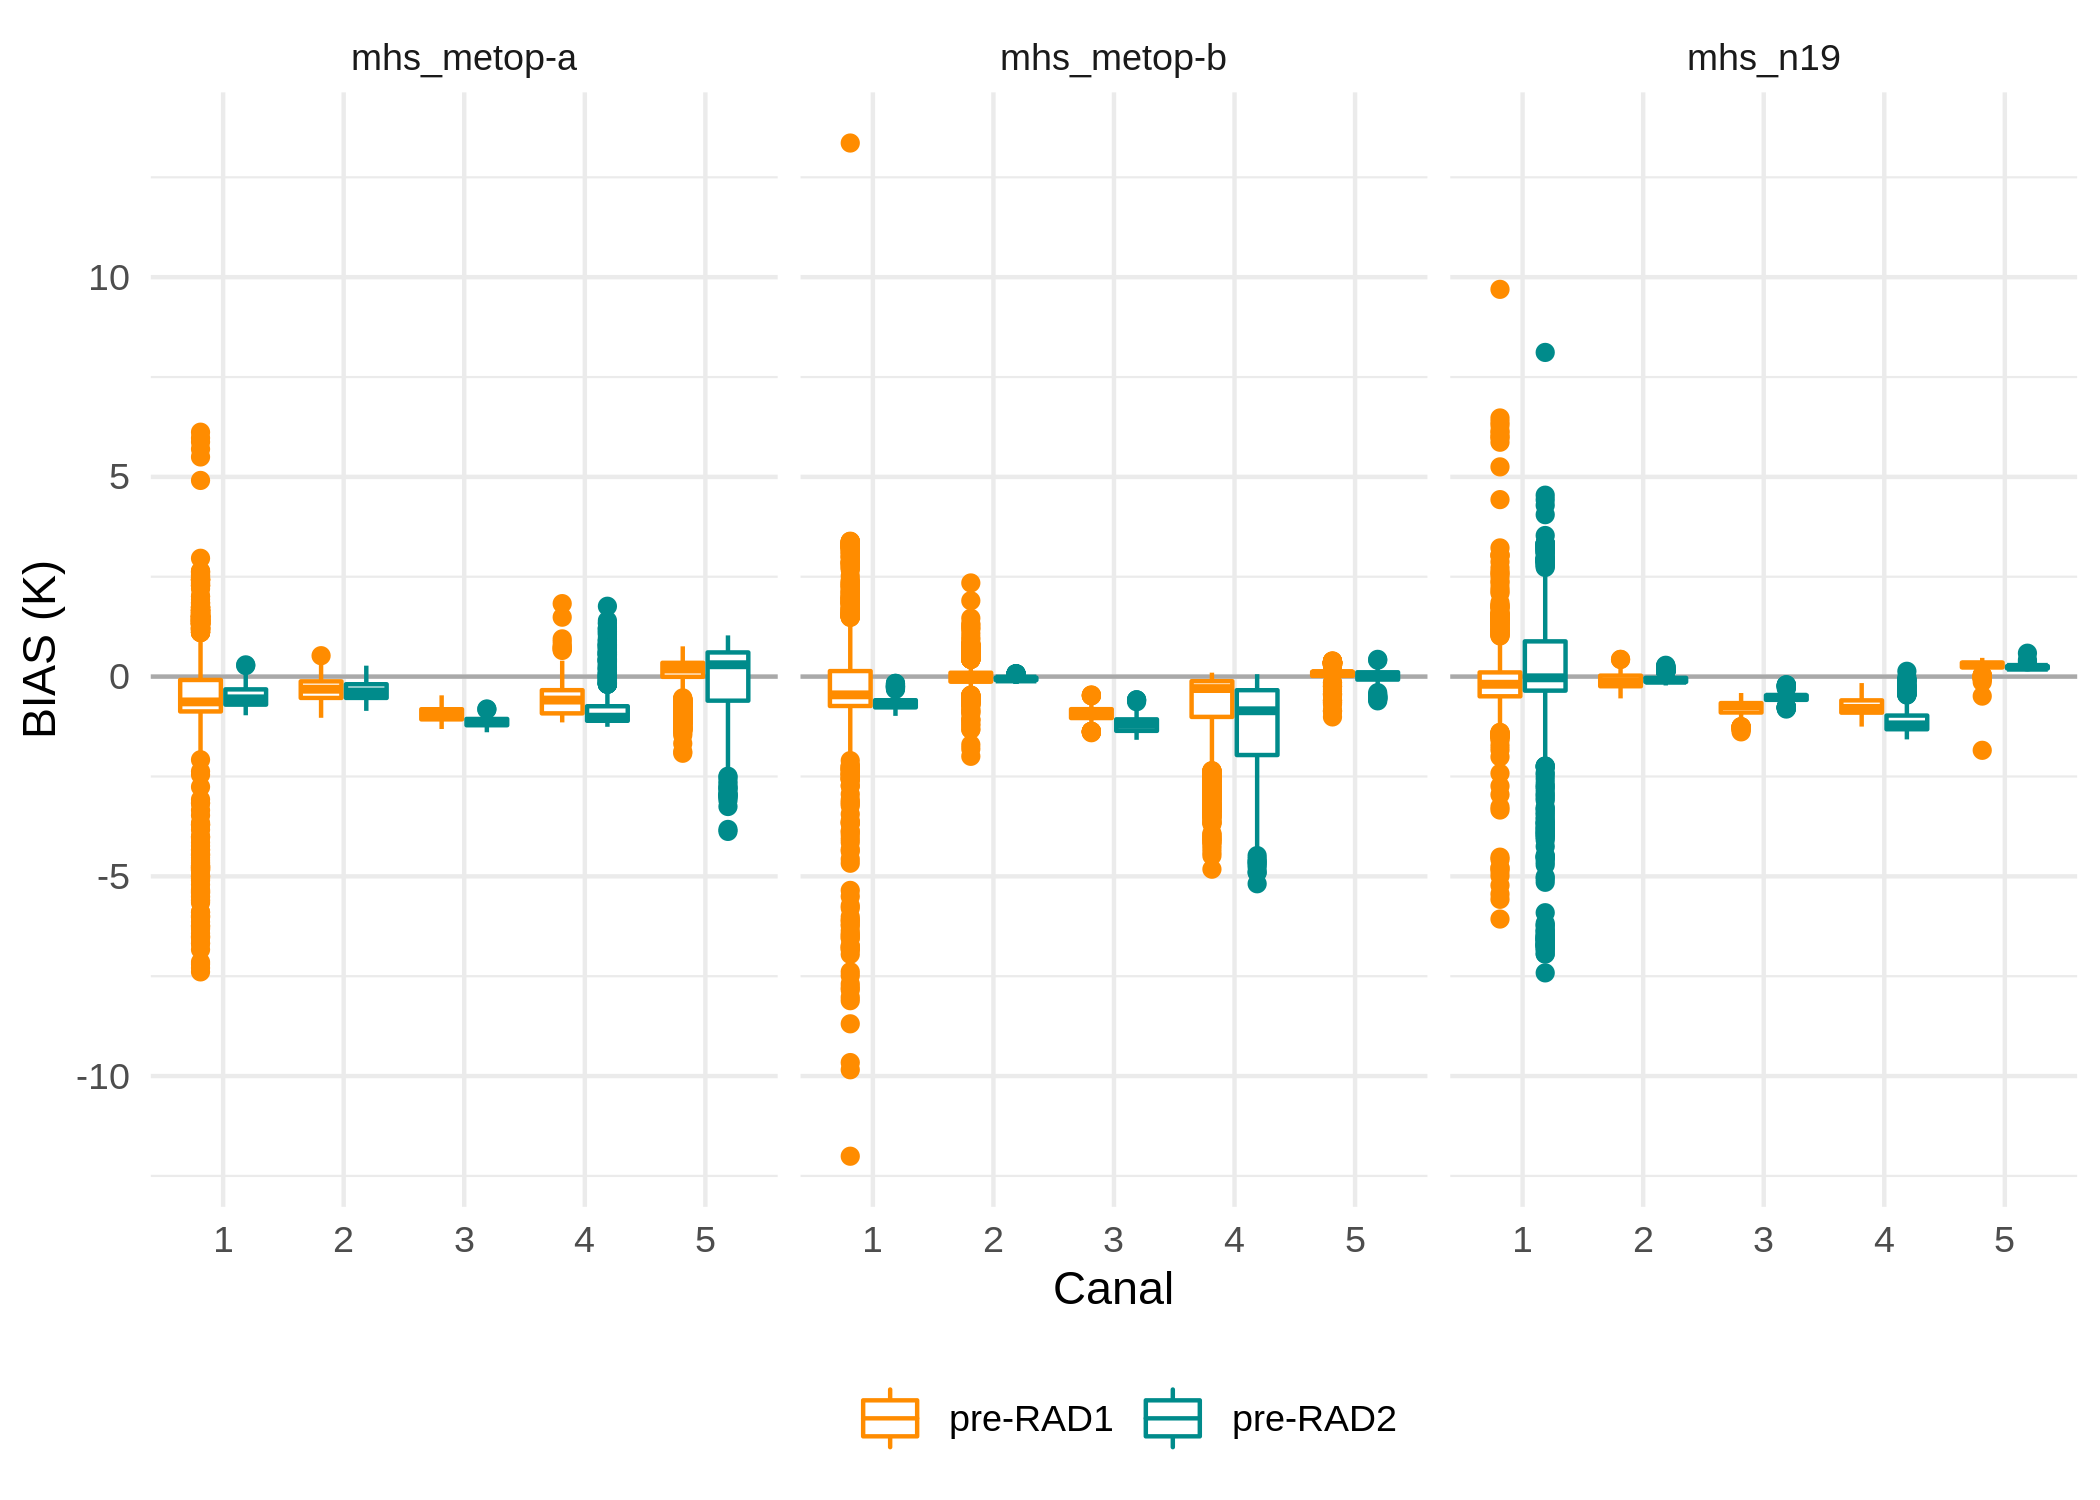 mhs_metop-a mhs_metop-b mhs_n19
10
5
0
-5
-10
BIAS (K)
1 2 3 4 5 1 2 3 4 5 1 2 3 4 5
Canal
pre-RAD1 pre-RAD2